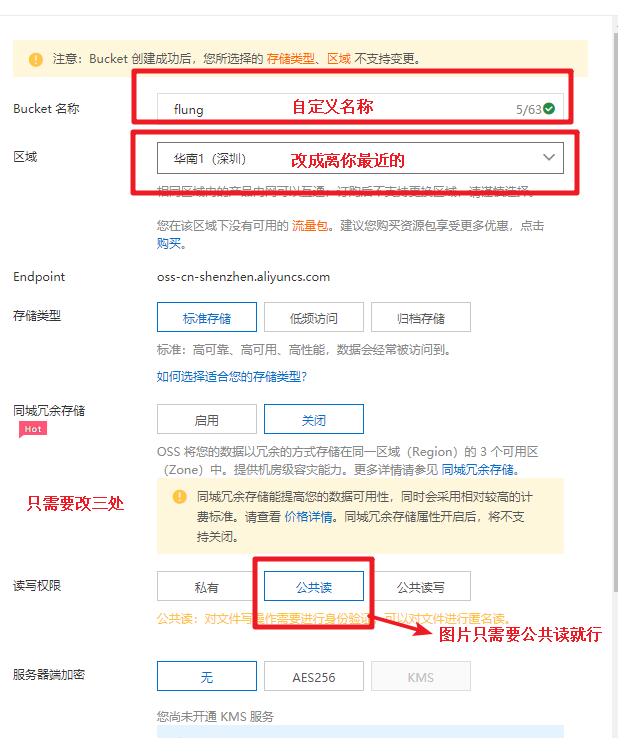 注意：Bucket 创建成功后，您所选择的 存储类型、区域 不支持变更。
Bucket 名称
flung
自定义名称
5/63
区域
华南1（深圳）
改成离你最近的
相同区域内的产品内网可以互通；订购后不支持更换区域，请谨慎选择。
您在该区域下没有可用的 流量包。建议您购买资源包享受更多优惠，点击
购买。
Endpoint
oss-cn-shenzhen.aliyuncs.com
存储类型
标准存储
低频访问
归档存储
标准：高可靠、高可用、高性能，数据会经常被访问到。
如何选择适合您的存储类型？
同城冗余存储
Hot
启用
关闭
OSS 将您的数据以冗余的方式存储在同一区域（Region）的 3 个可用区
（Zone）中。提供机房级容灾能力。更多详情请参见 同城冗余存储。
只需要改三处
同城冗余存储能提高您的数据可用性，同时会采用相对较高的计
费标准。请查看 价格详情。同城冗余存储属性开启后，将不支
持关闭。
读写权限
私有
公共读
公共读写
公共读：对文件写操作需要进行身份验证；可以对文件进行匿名读。
图片只需要公共读就行
服务器端加密
无
AES256
KMS
您尚未开通 KMS 服务